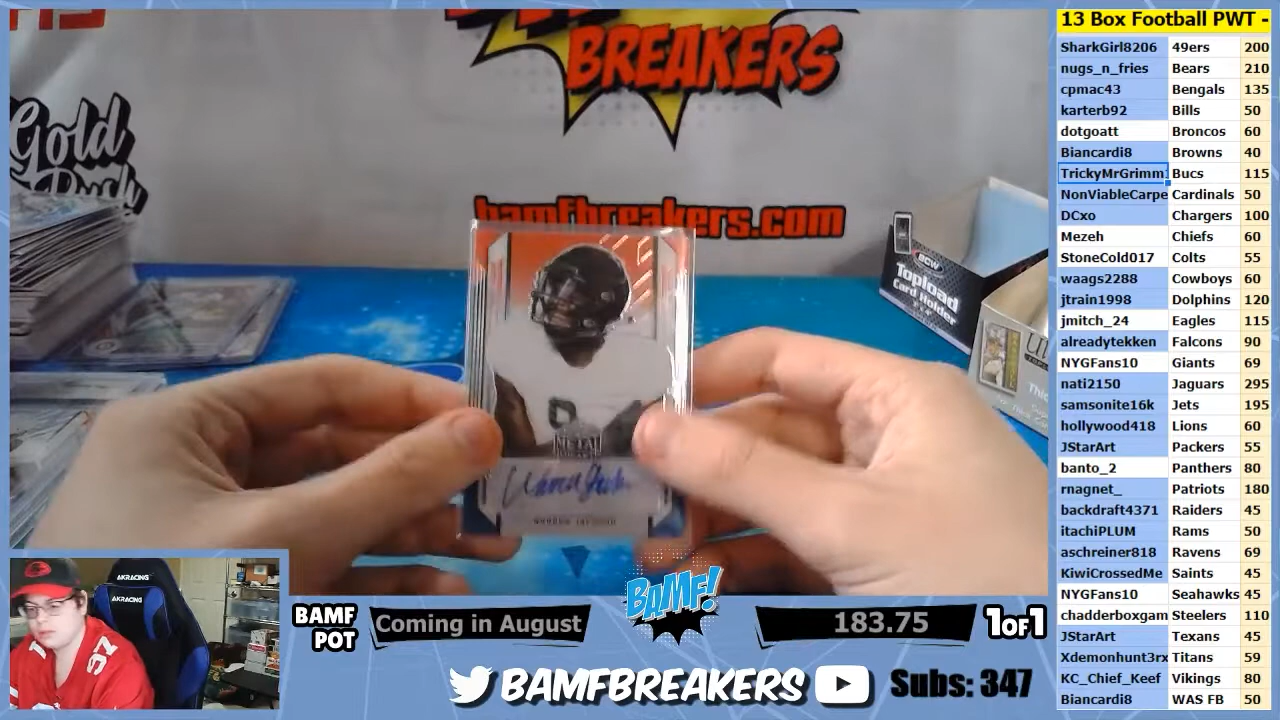 BREAKERS
Gold
Rush
bamfbreakers.com
BCW
Topload
Card Holder
METAL
AKRACING
AKRACING
97
13 Box Football PWT -
SharkGirl8206 49ers 200
nugs_n_fries Bears 210
cpmac43 Bengals 135
karterb92 Bills 50
dotgoatt Broncos 60
Biancardi8 Browns 40
TrickyMrGrimm Bucs 115
NonViableCarpe Cardinals 50
DCxo Chargers 100
Mezeh Chiefs 60
StoneCold017 Colts 55
waags2288 Cowboys 60
jtrain1998 Dolphins 120
jmitch_24 Eagles 115
alreadytekken Falcons 90
NYGFans10 Giants 69
nati2150 Jaguars 295
samsonite16k Jets 195
hollywood418 Lions 60
JStarArt Packers 55
banto_2 Panthers 80
rnagnet_ Patriots 180
backdraft4371 Raiders 45
itachiPLUM Rams 50
aschreiner818 Ravens 69
KiwiCrossedMe Saints 45
NYGFans10 Seahawks 45
chadderboxgam Steelers 110
JStarArt Texans 45
Xdemonhunt3rx Titans 59
KC_Chief_Keef Vikings 80
Biancardi8 WAS FB 50
BAMF
POT
Coming in August
BAMF!
183.75
1OF1
BAMFBREAKERS
Subs: 347